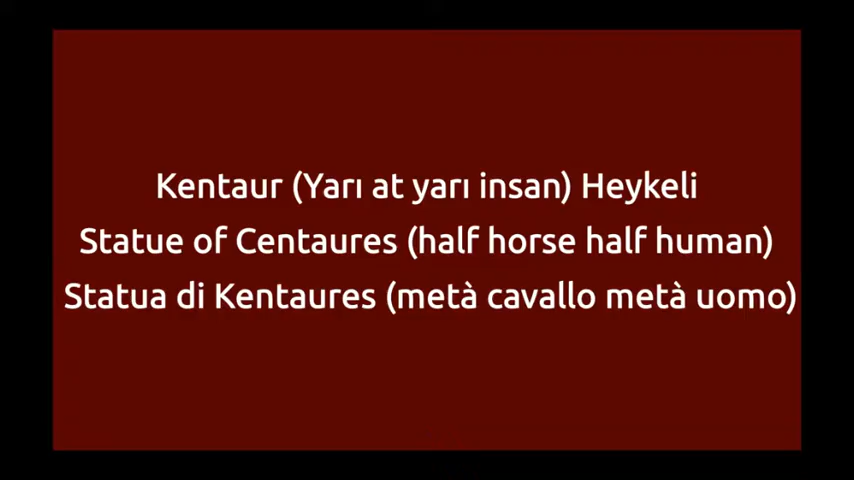 Kentaur (Yarı at yarı insan) Heykeli
Statue of Centaures (half horse half human)
Statua di Kentaures (metà cavallo metà uomo)